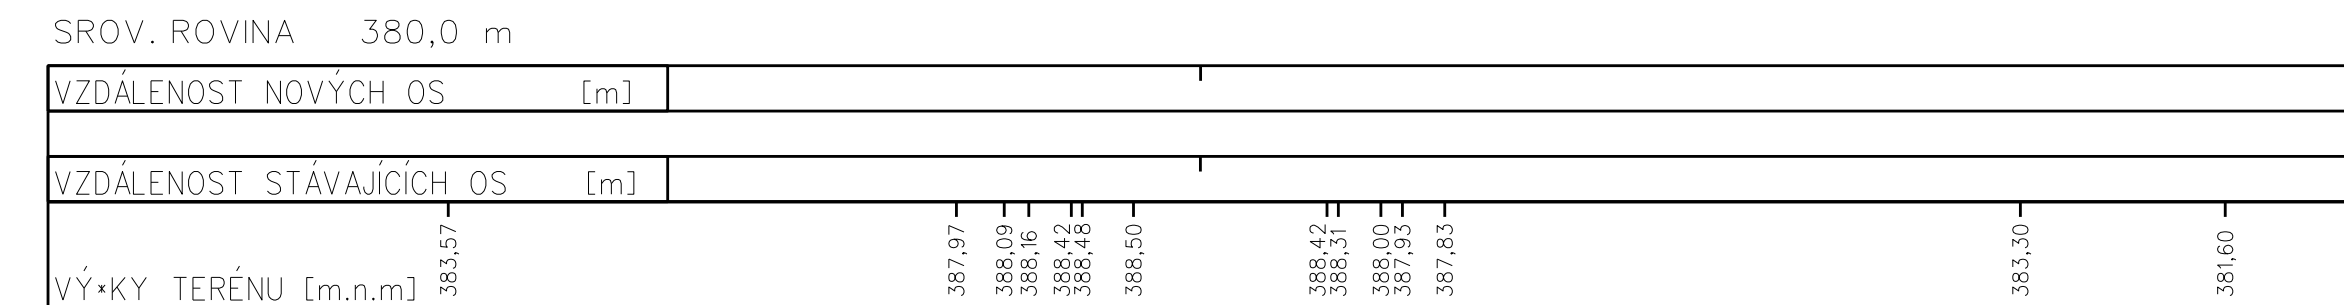 SROV. ROVINA 380,0 m
VZDÁLENOST NOVÝCH OS [m]
VZDÁLENOST STÁVAJÍCÍCH OS [m]
VÝ*KY TERÉNU [m.n.m] 383,57 387,97 388,09 388,16 388,42 388,48 388,50 388,42 388,31 388,00 387,93 387,83 383,30 381,60